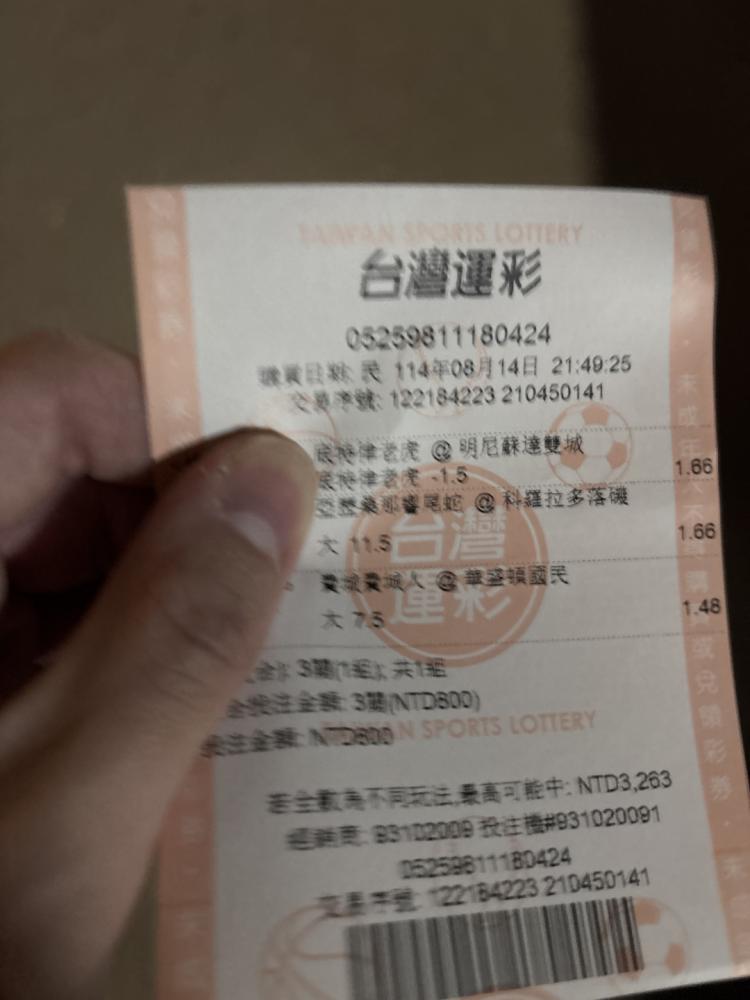 TAIWAN SPORTS LOTTERY
台灣運彩
05259811180424
購買日期: 民 114年08月14日 21:49:25
交易序號: 122184223 210450141
底特律老虎 @ 明尼蘇達雙城
底特律老虎 -1.5 1.66
亞歷桑那響尾蛇 @ 科羅拉多落磯
大 11.5 1.66
費城費城人 @ 華盛頓國民
大 7.5 1.48
台灣
運彩
3關(1組); 共1組
投注金額: 3關(NTD800)
投注金額: NTD800
TAIWAN SPORTS LOTTERY
若全數為不同玩法,最高可能中: NTD3,263
經銷商: 93102009 投注機#931020091
05259811180424
交易序號: 122184223 210450141